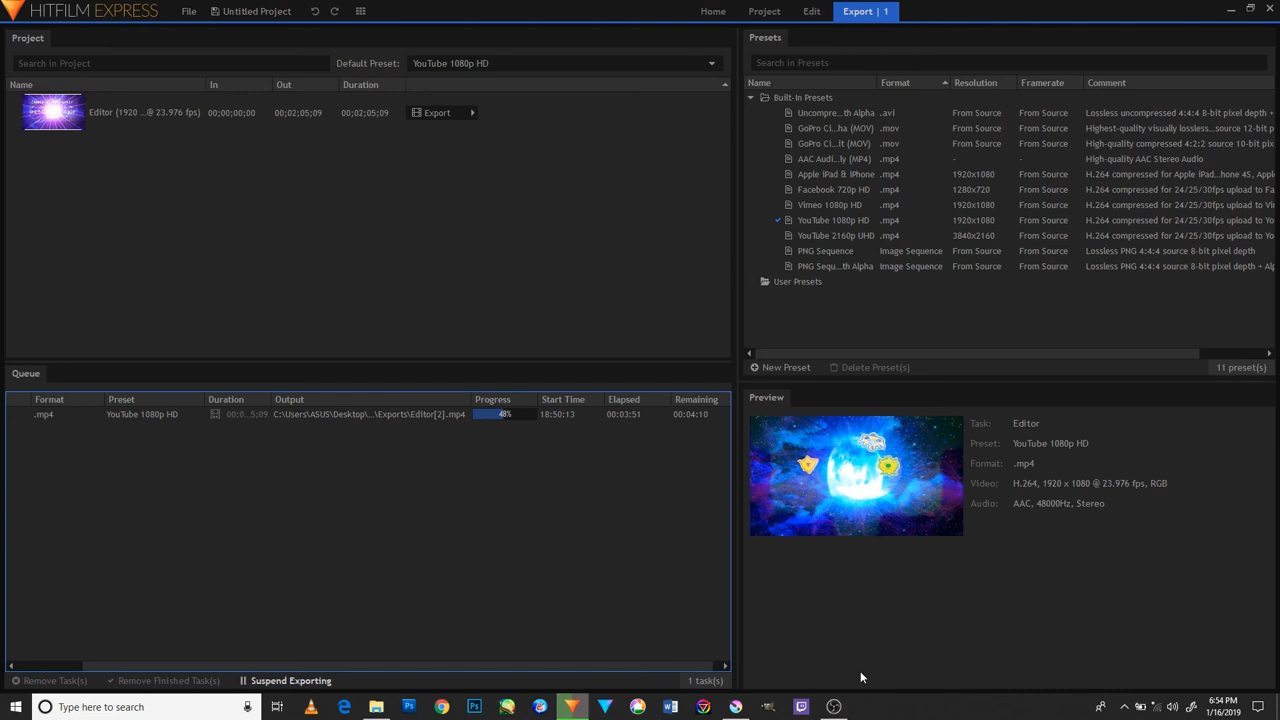 HITFILM EXPRESS File Untitled Project Home Project Edit Export | 1
Project
Search in Project Default Preset: YouTube 1080p HD
Name In Out Duration
Editor (1920 ...@ 23.976 fps) 00;00;00;00 00;02;05;09 00;02;05;09 Export
Queue
Format Preset Duration Output Progress Start Time Elapsed Remaining
.mp4 YouTube 1080p HD 00;0...5;09 C:\Users\ASUS\Desktop\...\Exports\Editor[2].mp4 48% 18:50:13 00:03:51 00:04:10
Remove Task(s) Remove Finished Task(s) Suspend Exporting 1 task(s)
Presets
Search in Presets
Name Format Resolution Framerate Comment
Built-In Presets
Uncompre...th Alpha .avi From Source From Source Lossless uncompressed 4:4:4 8-bit pixel depth +
GoPro Ci...ha (MOV) .mov From Source From Source Highest-quality visually lossless...source 12-bit p
GoPro Ci...it (MOV) .mov From Source From Source High-quality compressed 4:2:2 source 10-bit pix
AAC Audi...ly (MP4) .mp4 - - High-quality AAC Stereo Audio
Apple iPad & iPhone .mp4 1920x1080 From Source H.264 compressed for Apple iPad...hone 4S, Appl
Facebook 720p HD .mp4 1280x720 From Source H.264 compressed for 24/25/30fps upload to Fa
Vimeo 1080p HD .mp4 1920x1080 From Source H.264 compressed for 24/25/30fps upload to Vi
YouTube 1080p HD .mp4 1920x1080 From Source H.264 compressed for 24/25/30fps upload to Yo
YouTube 2160p UHD .mp4 3840x2160 From Source H.264 compressed for 24/25/30fps upload to Yo
PNG Sequence Image Sequence From Source From Source Lossless PNG 4:4:4 source 8-bit pixel depth
PNG Sequ...th Alpha Image Sequence From Source From Source Lossless PNG 4:4:4 source 8-bit pixel depth + Al
User Presets
New Preset Delete Preset(s) 11 preset(s)
Preview
Task: Editor
Preset: YouTube 1080p HD
Format: .mp4
Video: H.264, 1920 x 1080 @ 23.976 fps, RGB
Audio: AAC, 48000Hz, Stereo
Type here to search
6:54 PM
1/16/2019